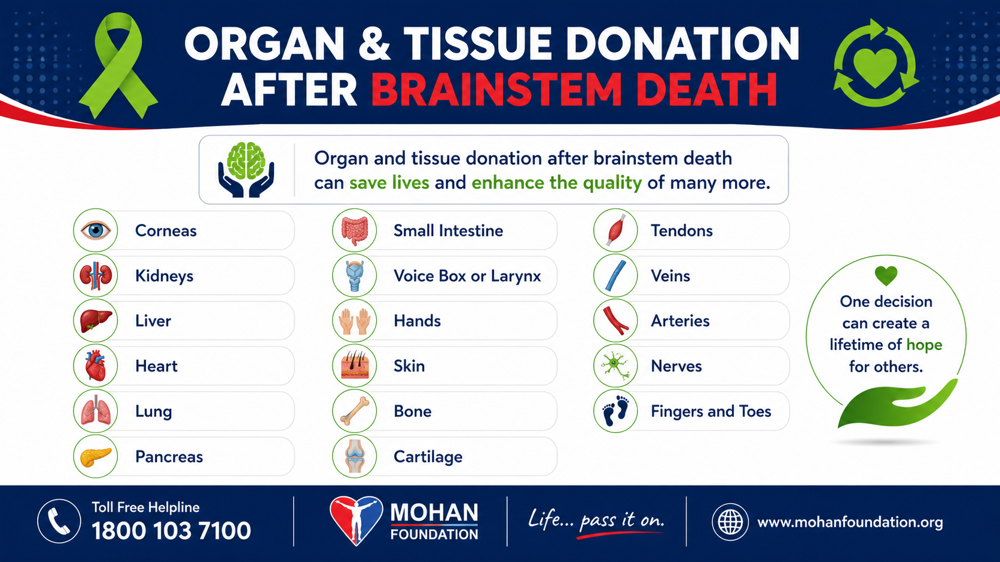 ORGAN & TISSUE DONATION
AFTER BRAINSTEM DEATH
Organ and tissue donation after brainstem death
can save lives and enhance the quality of many more.
Corneas
Kidneys
Liver
Heart
Lung
Pancreas
Small Intestine
Voice Box or Larynx
Hands
Skin
Bone
Cartilage
Tendons
Veins
Arteries
Nerves
Fingers and Toes
One decision
can create a
lifetime of hope
for others.
Toll Free Helpline
1800 103 7100
MOHAN
FOUNDATION
Life... pass it on.
www.mohanfoundation.org